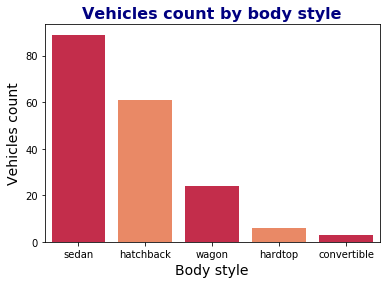 Vehicles count by body style
Vehicles count
80
60
40
20
0
sedan hatchback wagon hardtop convertible
Body style